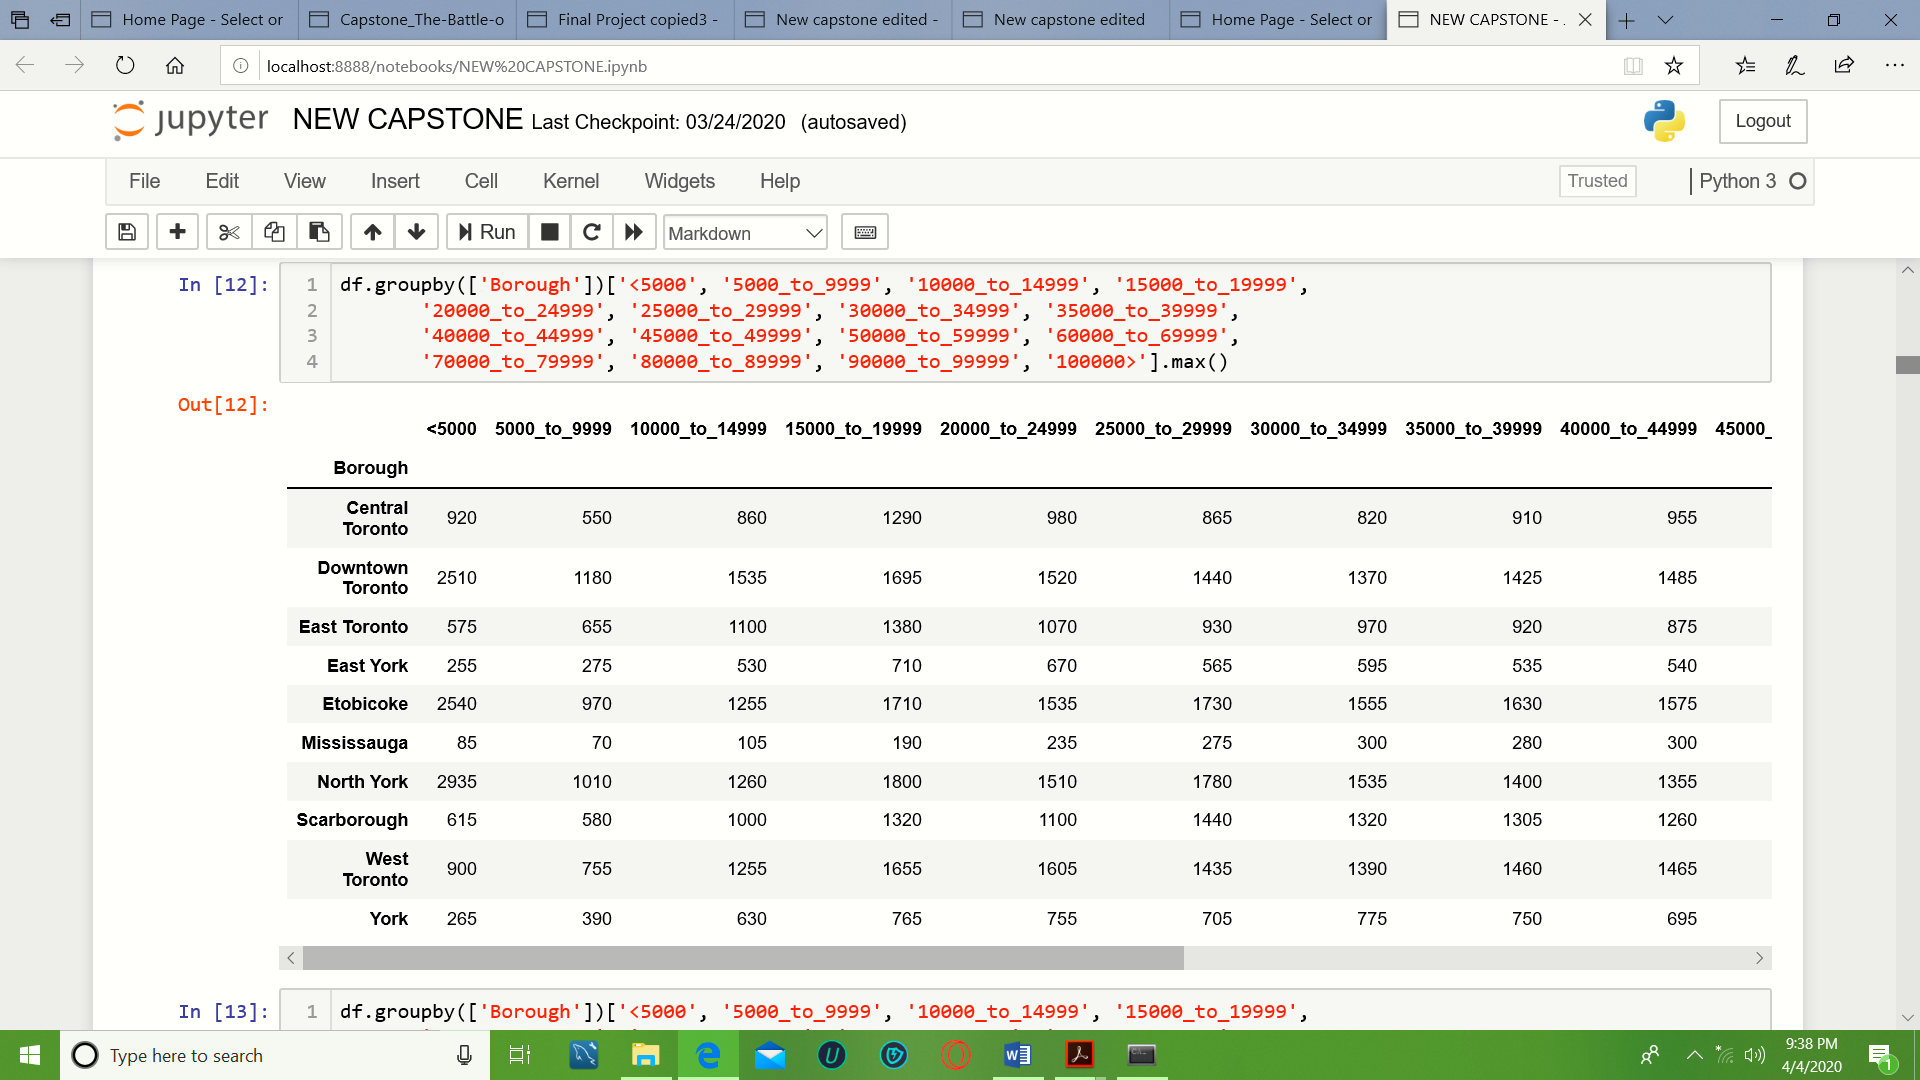 Home Page - Select or
Capstone_The-Battle-o
Final Project copied3 -
New capstone edited -
New capstone edited
Home Page - Select or
NEW CAPSTONE - .
localhost:8888/notebooks/NEW%20CAPSTONE.ipynb
jupyter NEW CAPSTONE Last Checkpoint: 03/24/2020 (autosaved)
Logout
File Edit View Insert Cell Kernel Widgets Help
Trusted
Python 3
Run
Markdown
In [12]:
1 df.groupby(['Borough'])['<5000', '5000_to_9999', '10000_to_14999', '15000_to_19999',
2 '20000_to_24999', '25000_to_29999', '30000_to_34999', '35000_to_39999',
3 '40000_to_44999', '45000_to_49999', '50000_to_59999', '60000_to_69999',
4 '70000_to_79999', '80000_to_89999', '90000_to_99999', '100000>'].max()
Out[12]:
<5000 5000_to_9999 10000_to_14999 15000_to_19999 20000_to_24999 25000_to_29999 30000_to_34999 35000_to_39999 40000_to_44999 45000_
Borough
Central
Toronto 920 550 860 1290 980 865 820 910 955
Downtown
Toronto 2510 1180 1535 1695 1520 1440 1370 1425 1485
East Toronto 575 655 1100 1380 1070 930 970 920 875
East York 255 275 530 710 670 565 595 535 540
Etobicoke 2540 970 1255 1710 1535 1730 1555 1630 1575
Mississauga 85 70 105 190 235 275 300 280 300
North York 2935 1010 1260 1800 1510 1780 1535 1400 1355
Scarborough 615 580 1000 1320 1100 1440 1320 1305 1260
West
Toronto 900 755 1255 1655 1605 1435 1390 1460 1465
York 265 390 630 765 755 705 775 750 695
In [13]:
1 df.groupby(['Borough'])['<5000', '5000_to_9999', '10000_to_14999', '15000_to_19999',
Type here to search
9:38 PM
4/4/2020
1